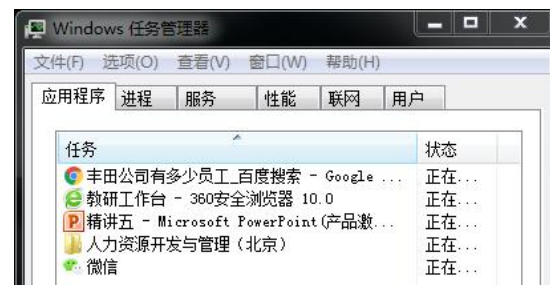 Windows 任务管理器
文件(F) 选项(O) 查看(V) 窗口(W) 帮助(H)
应用程序 进程 服务 性能 联网 用户
任务 状态
丰田公司有多少员工_百度搜索 - Google ... 正在...
教研工作台 - 360安全浏览器 10.0 正在...
精讲五 - Microsoft PowerPoint(产品激... 正在...
人力资源开发与管理（北京） 正在...
微信 正在...